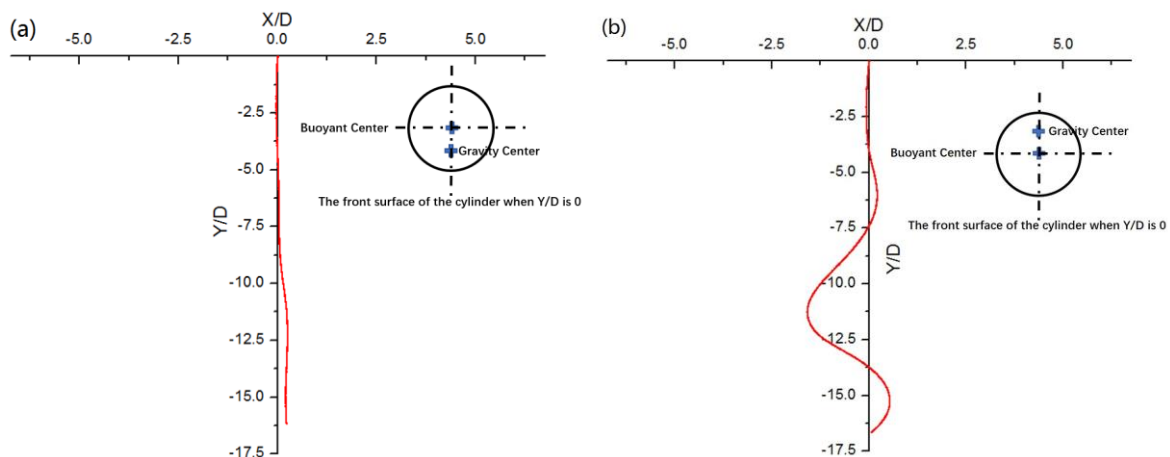 (a)
X/D
-5.0 -2.5 0.0 2.5 5.0
-2.5
Buoyant Center
Gravity Center
-5.0
The front surface of the cylinder when Y/D is 0
Y/D
-7.5
-10.0
-12.5
-15.0
-17.5
(b)
X/D
-5.0 -2.5 0.0 2.5 5.0
-2.5
Gravity Center
Buoyant Center
-5.0
The front surface of the cylinder when Y/D is 0
-7.5
Y/D
-10.0
-12.5
-15.0
-17.5